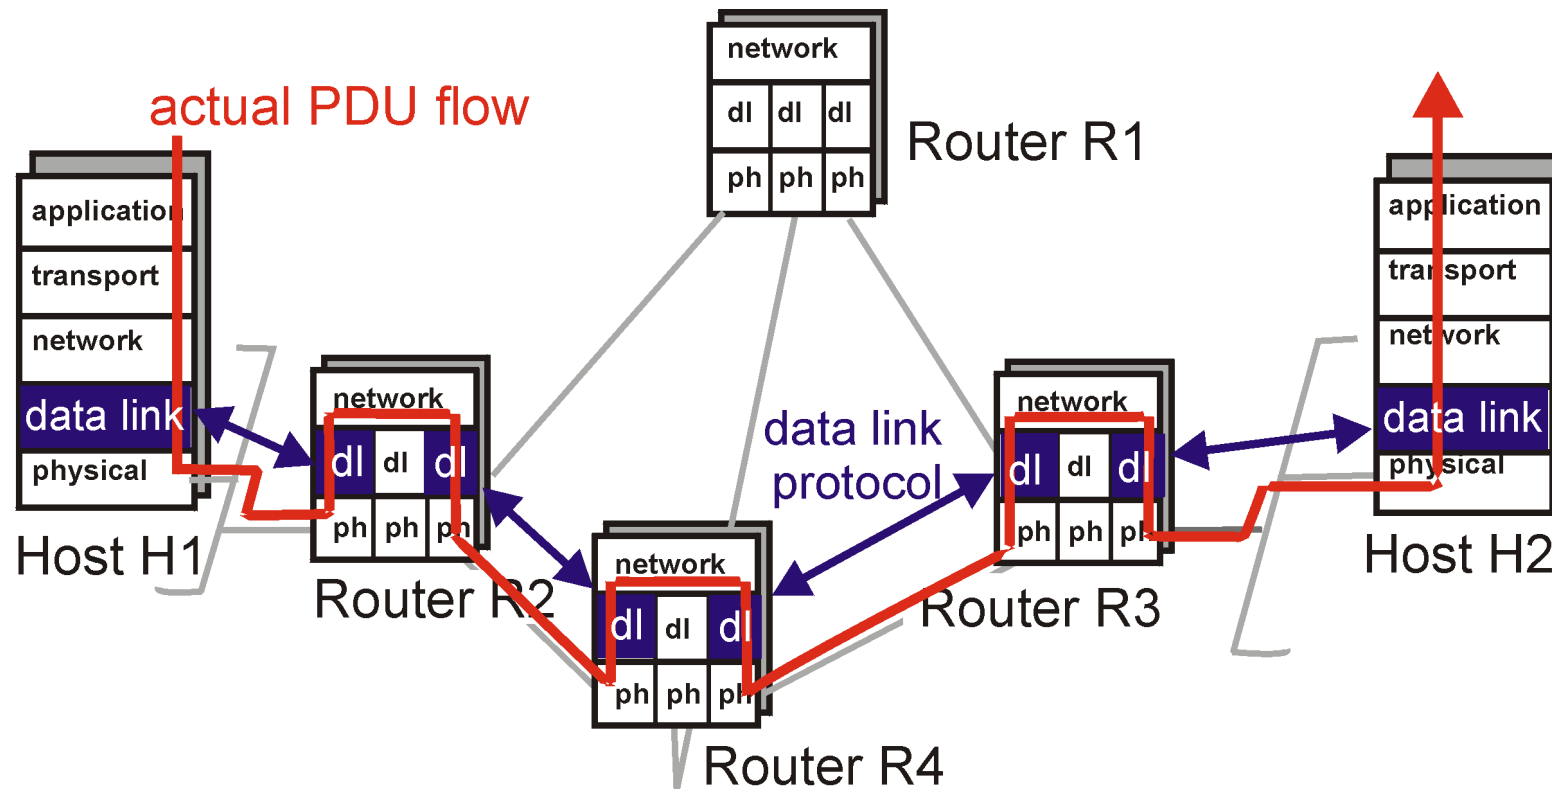 actual PDU flow
application
transport
network
data link
physical
Host H1
network
dl dl dl
ph ph ph
Router R2
network
dl dl dl
ph ph ph
Router R1
data link
protocol
network
dl dl dl
ph ph ph
Router R4
network
dl dl dl
ph ph ph
Router R3
application
transport
network
data link
physical
Host H2